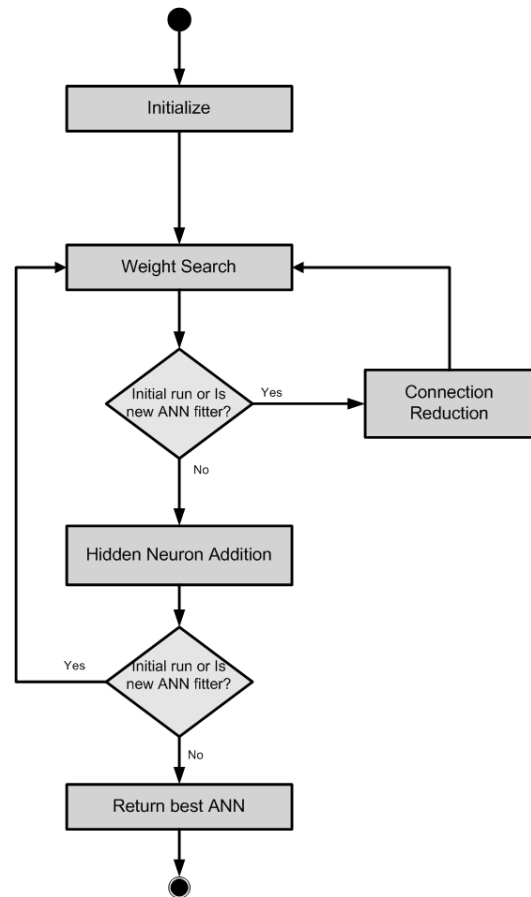 Initialize
Weight Search
Initial run or Is
new ANN fitter?
Yes
Connection
Reduction
No
Hidden Neuron Addition
Yes
Initial run or Is
new ANN fitter?
No
Return best ANN